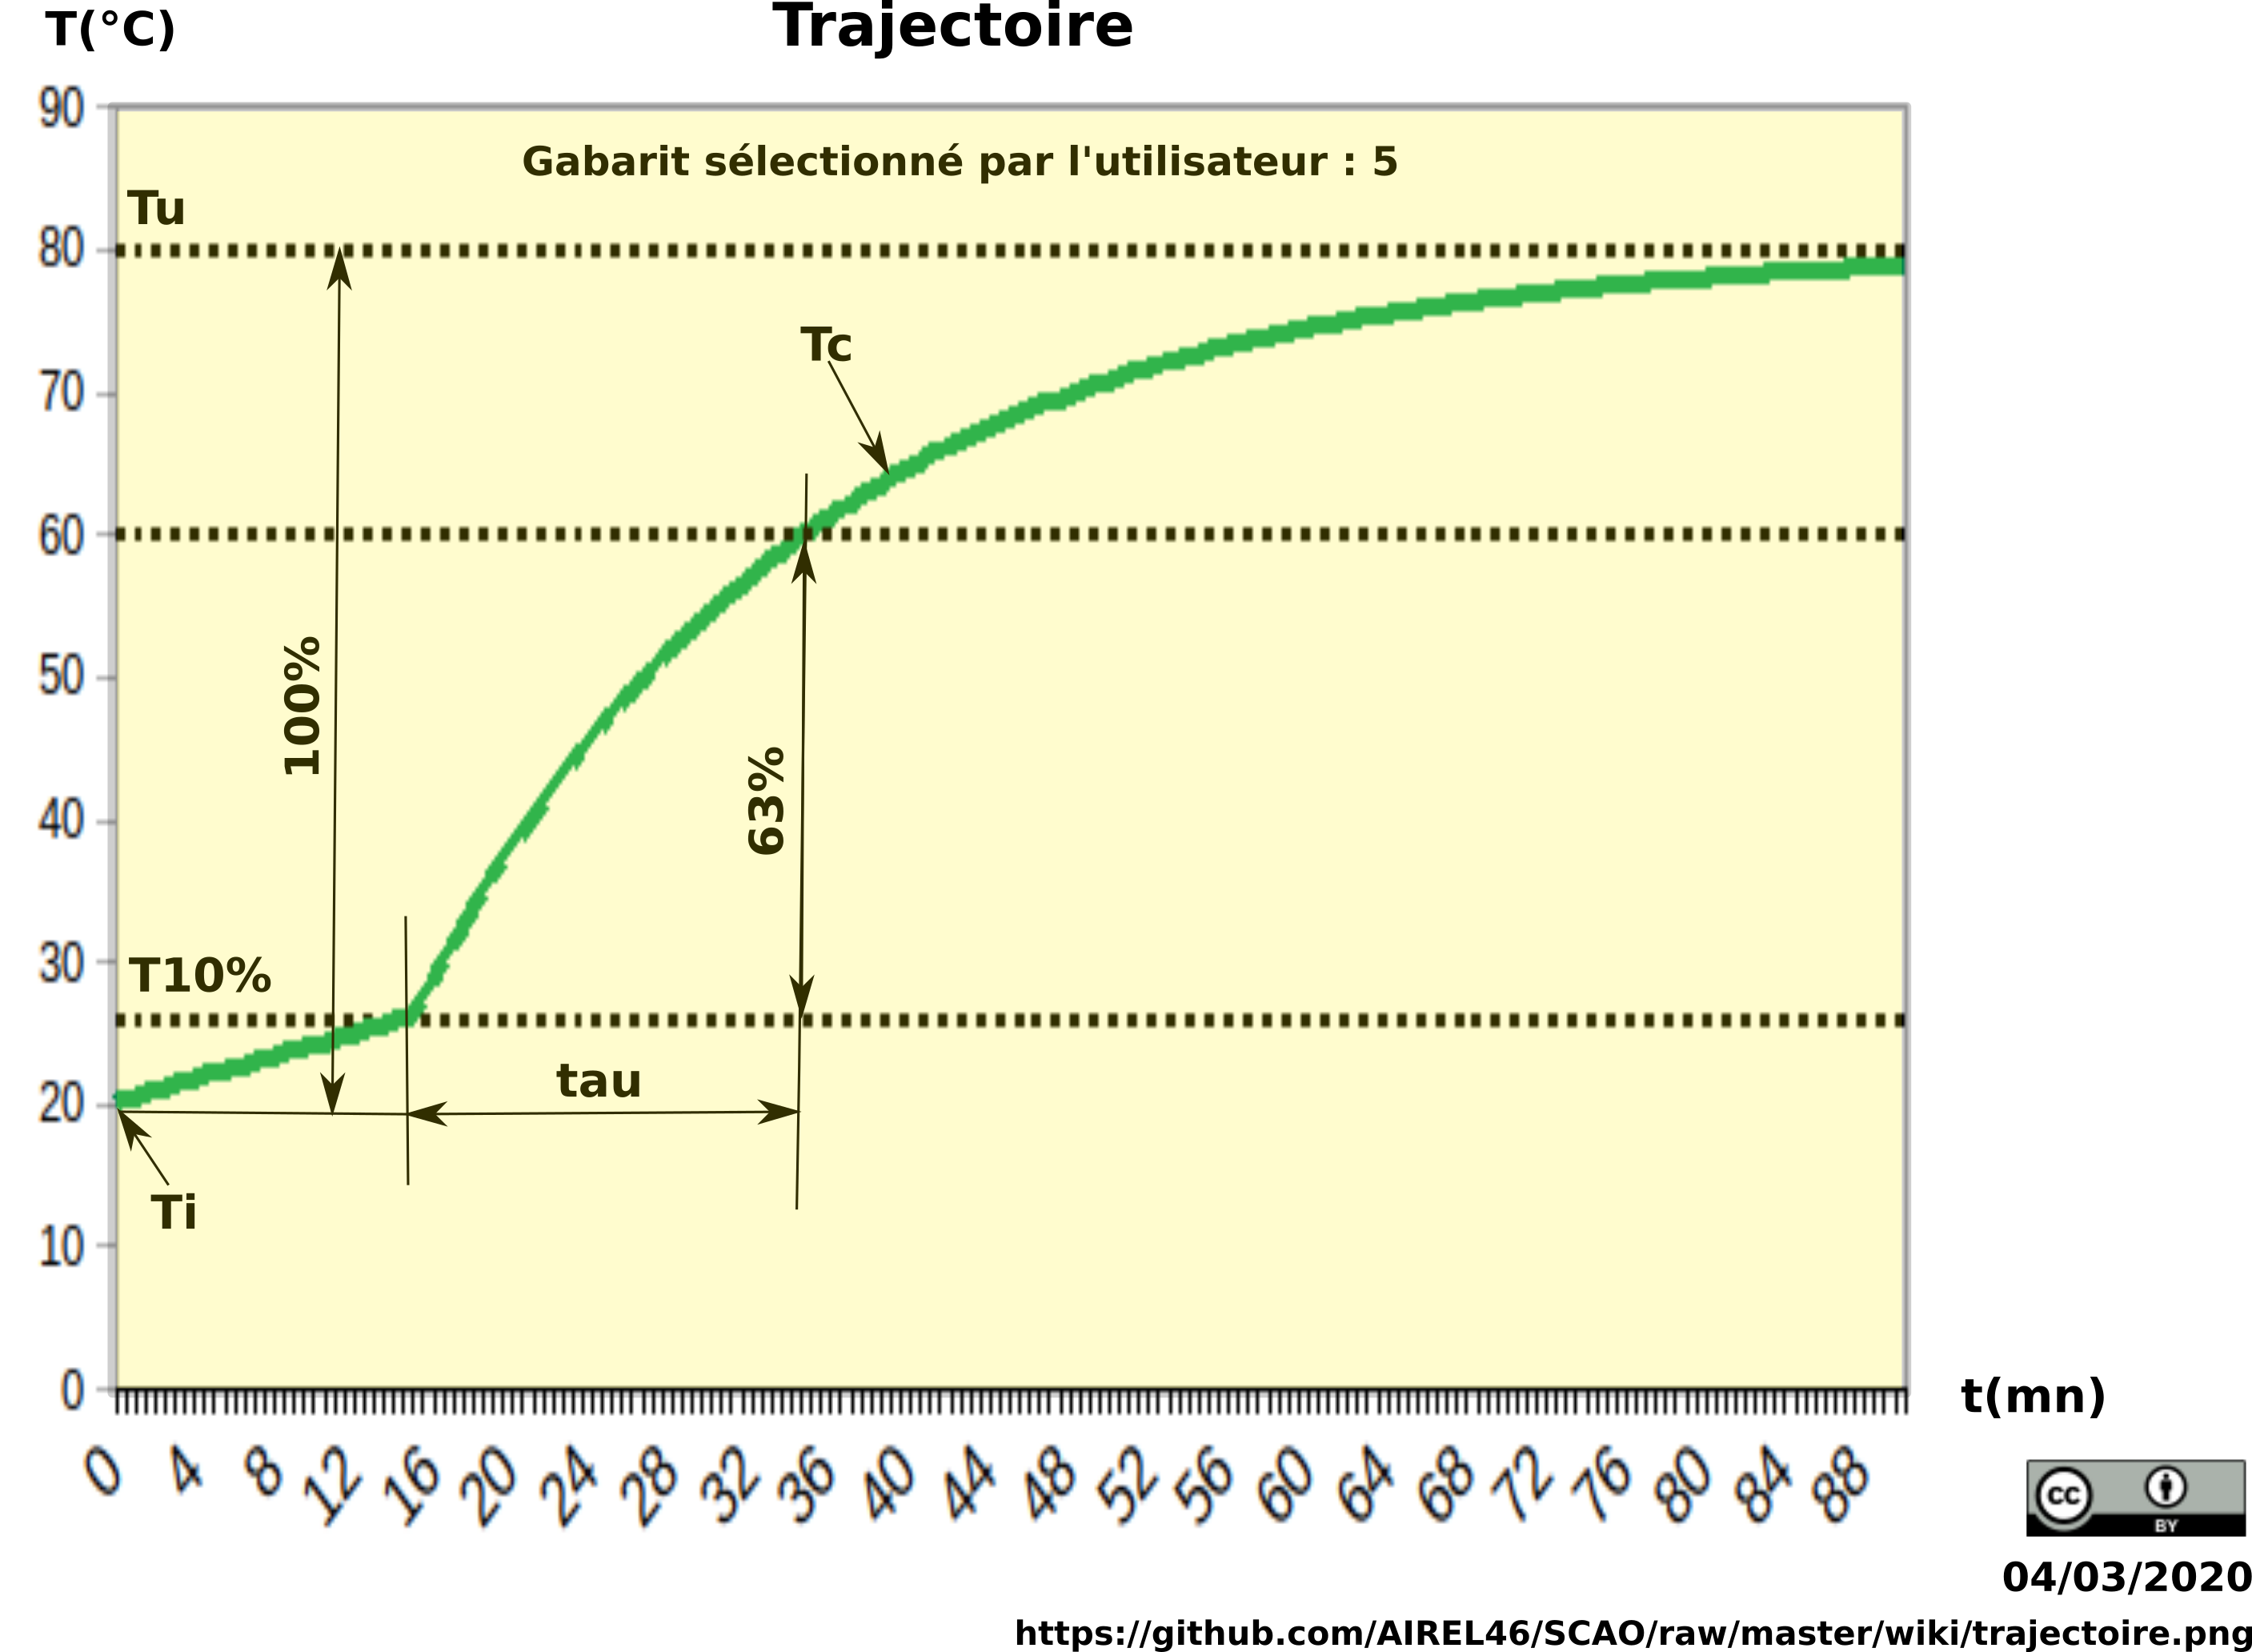 T(°C)
Trajectoire
90
Gabarit sélectionné par l'utilisateur : 5
Tu
80
Tc
70
60
100%
50
63%
40
T10%
30
tau
20
Ti
10
0
t(mn)
0 4 8 12 16 20 24 28 32 36 40 44 48 52 56 60 64 68 72 76 80 84 88
cc
BY
04/03/2020
https://github.com/AIREL46/SCAO/raw/master/wiki/trajectoire.png